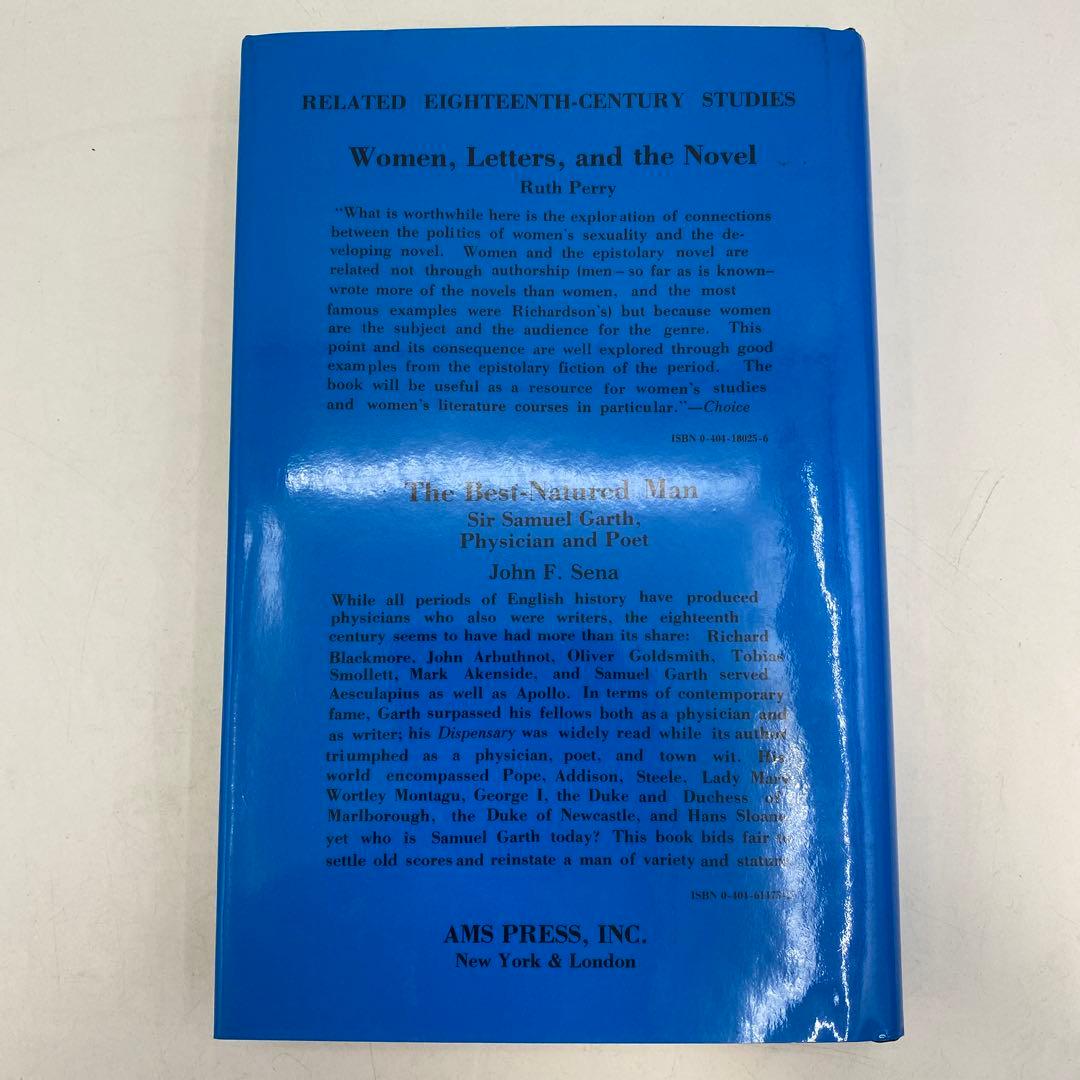 RELATED EIGHTEENTH-CENTURY STUDIES
Women, Letters, and the Novel
Ruth Perry
"What is worthwhile here is the exploration of connections
between the politics of women's sexuality and the de-
veloping novel. Women and the epistolary novel are
related not through authorship (men—so far as is known—
wrote more of the novels than women, and the most
famous examples were Richardson's) but because women
are the subject and the audience for the genre. This
point and its consequence are well explored through good
examples from the epistolary fiction of the period. The
book will be useful as a resource for women's studies
and women's literature courses in particular."—Choice
ISBN 0-404-18025-6
The Best-Natured Man
Sir Samuel Garth,
Physician and Poet
John F. Sena
While all periods of English history have produced
physicians who also were writers, the eighteenth
century seems to have had more than its share: Richard
Blackmore, John Arbuthnot, Oliver Goldsmith, Tobias
Smollett, Mark Akenside, and Samuel Garth served
Aesculapius as well as Apollo. In terms of contemporary
fame, Garth surpassed his fellows both as a physician and
as writer; his Dispensary was widely read while its author
triumphed as a physician, poet, and town wit. His
world encompassed Pope, Addison, Steele, Lady Mary
Wortley Montagu, George I, the Duke and Duchess of
Marlborough, the Duke of Newcastle, and Hans Sloane
yet who is Samuel Garth today? This book bids fair to
settle old scores and reinstate a man of variety and stature
ISBN
AMS PRESS, INC.
New York & London